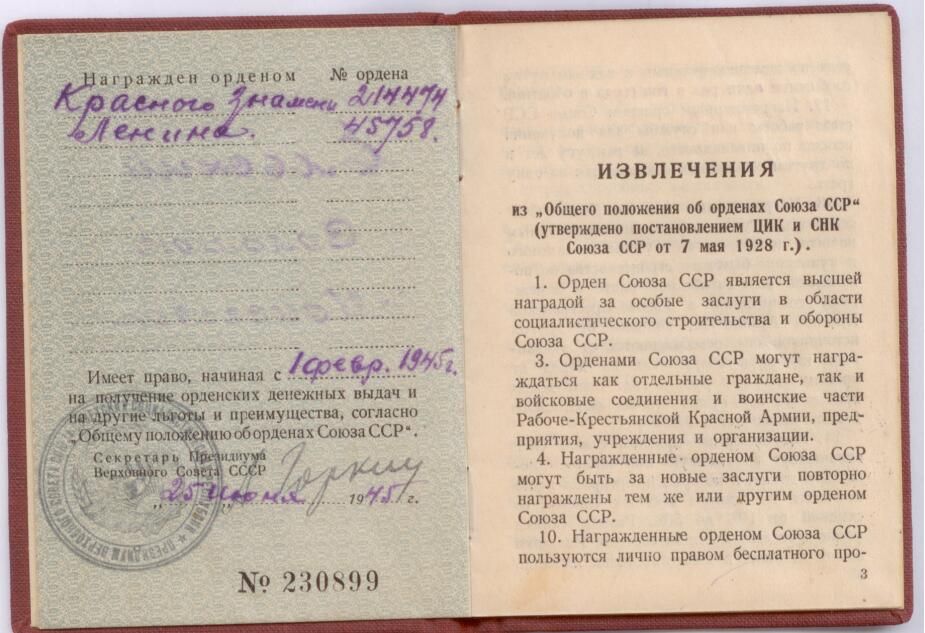 Награжден орденом № ордена
Красного Знамени 214474
Ленина. 45758.
Имеет право, начиная с 1 февр. 1945г.
на получение орденских денежных выдач и
на другие льготы и преимущества, согласно
„Общему положению об орденах Союза ССР“.
Секретарь Президиума
Верховного Совета СССР
Горкин
„25 июня„ 1945 г.
ПРЕЗИДИУМ ВЕРХОВНОГО СОВЕТА
№ 230899
ИЗВЛЕЧЕНИЯ
из „Общего положения об орденах Союза ССР“
(утверждено постановлением ЦИК и СНК
Союза ССР от 7 мая 1928 г.).
1. Орден Союза ССР является высшей
наградой за особые заслуги в области
социалистического строительства и обороны
Союза ССР.
3. Орденами Союза ССР могут награ-
ждаться как отдельные граждане, так и
войсковые соединения и воинские части
Рабоче-Крестьянской Красной Армии, пред-
приятия, учреждения и организации.
4. Награжденные орденом Союза ССР
могут быть за новые заслуги повторно
награждены тем же или другим орденом
Союза ССР.
10. Награжденные орденом Союза ССР
пользуются лично правом бесплатного про-
3